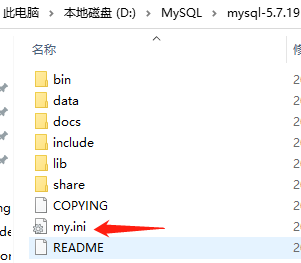 此电脑 > 本地磁盘 (D:) > MySQL > mysql-5.7.19
名称
bin
data
docs
include
lib
share
COPYING
my.ini
README